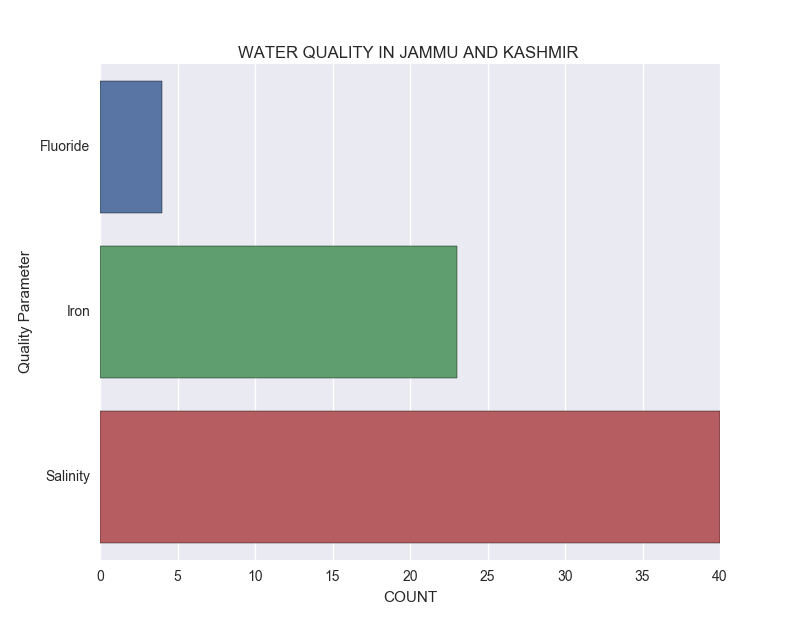 WATER QUALITY IN JAMMU AND KASHMIR
Quality Parameter
Fluoride
Iron
Salinity
0 5 10 15 20 25 30 35 40
COUNT